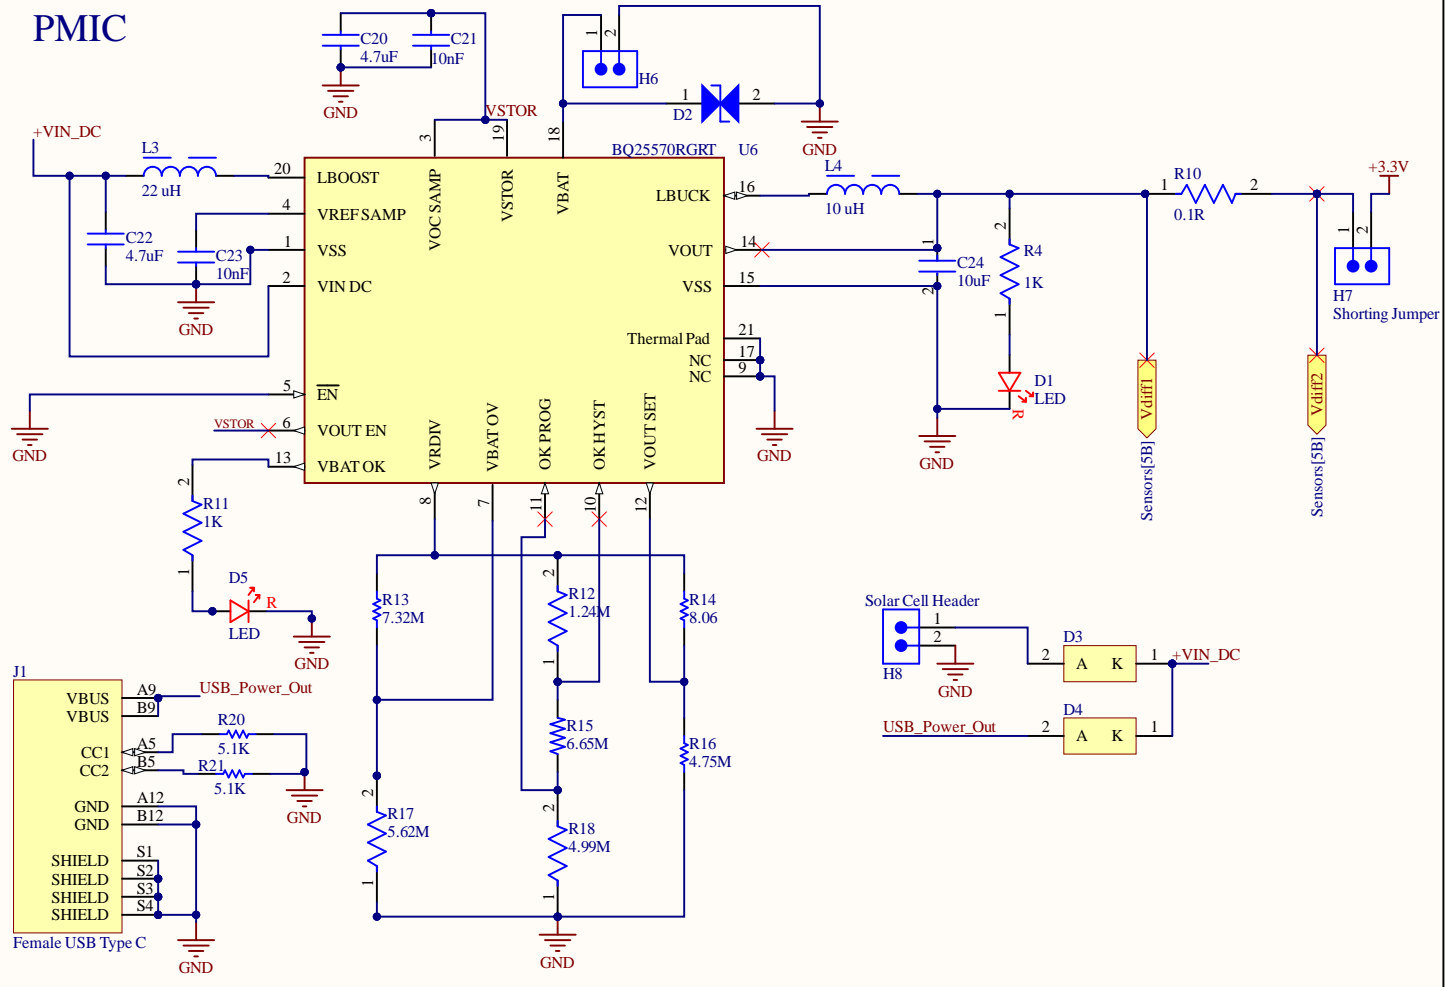 PMIC
C20
4.7uF
C21
10nF
GND
VSTOR
3
19
18
1
2
H6
1
D2
2
GND
+VIN_DC
L3
22 uH
C22
4.7uF
C23
10nF
GND
BQ25570RGRT
U6
20
LBOOST
4
VREF SAMP
1
VSS
2
VIN DC
5
EN
GND
VSTOR
6
VOUT EN
13
VBAT OK
VOC SAMP
VSTOR
VBAT
LBUCK
16
VOUT
14
VSS
15
Thermal Pad
21
NC
17
NC
9
GND
VRDIV
VBAT OV
OK PROG
OK HYST
VOUT SET
8
7
11
10
12
L4
10 uH
1
C24
10uF
2
2
R4
1K
1
D1
LED
R
GND
1
R10
2
0.1R
+3.3V
1
2
H7
Shorting Jumper
Vdiff1
Sensors[5B]
Vdiff2
Sensors[5B]
2
R11
1K
1
D5
R
LED
GND
R13
7.32M
2
R12
1.24M
1
R14
8.06
R15
6.65M
R16
4.75M
2
R17
5.62M
1
2
R18
4.99M
1
GND
Solar Cell Header
1
2
H8
GND
D3
2
A
K
1
+VIN_DC
D4
USB_Power_Out
2
A
K
1
J1
VBUS
A9
USB_Power_Out
VBUS
B9
CC1
A5
R20
5.1K
CC2
B5
R21
5.1K
GND
GND
A12
GND
B12
SHIELD
S1
SHIELD
S2
SHIELD
S3
SHIELD
S4
Female USB Type C
GND